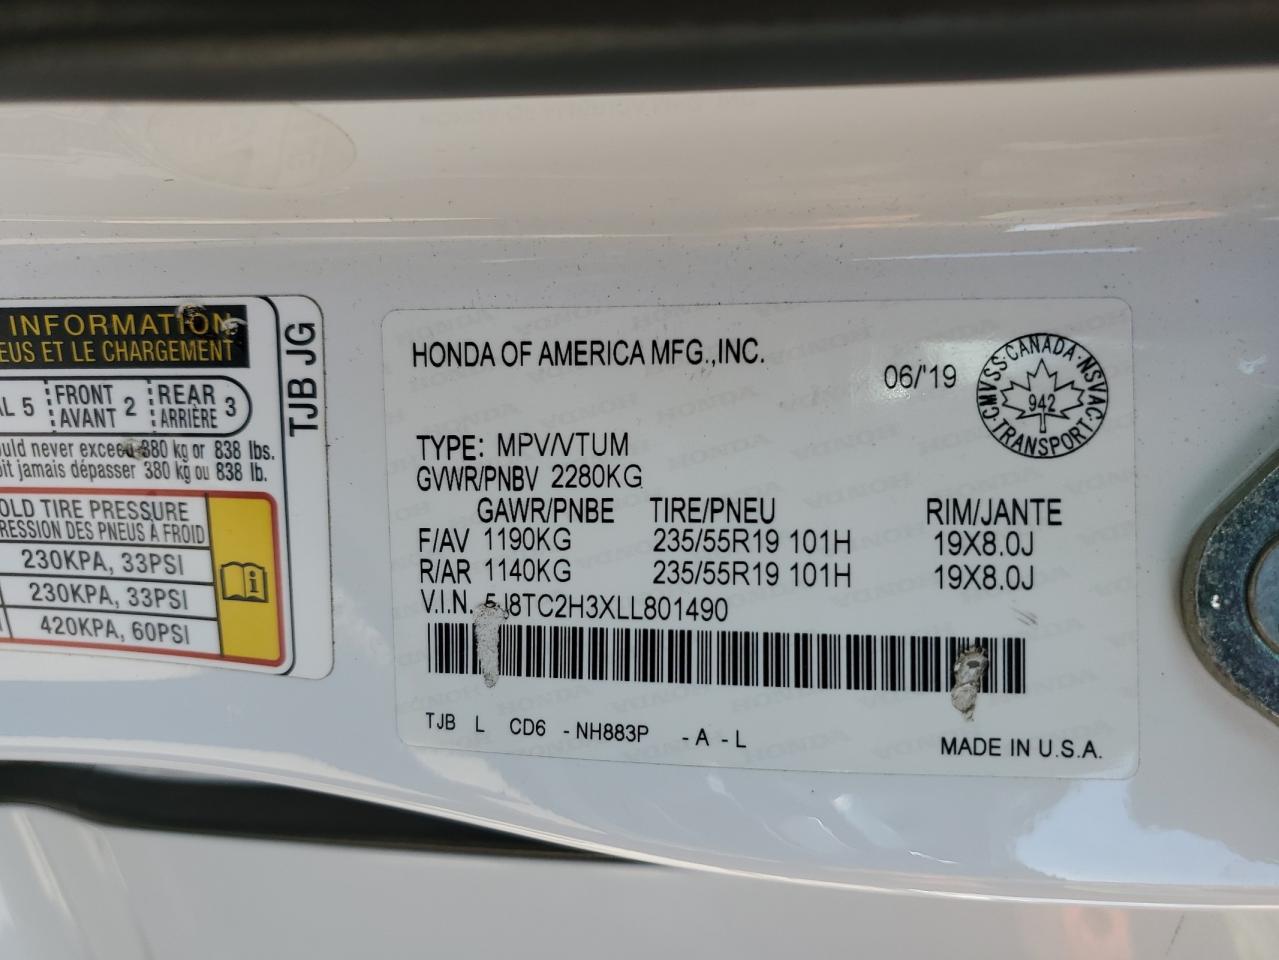 INFORMATION
EUS ET LE CHARGEMENT
AL 5 FRONT AVANT 2 REAR ARRIÈRE 3
ould never exceed 380 kg or 838 lbs.
oit jamais dépasser 380 kg ou 838 lb.
OLD TIRE PRESSURE
RESSION DES PNEUS À FROID
230KPA, 33PSI
230KPA, 33PSI
420KPA, 60PSI
TJB JG
HONDA OF AMERICA MFG.,INC.
06/'19
CMVSS·CANADA·NSVAC·TRANSPORT·
942
TYPE: MPV/VTUM
GVWR/PNBV 2280KG
GAWR/PNBE TIRE/PNEU RIM/JANTE
F/AV 1190KG 235/55R19 101H 19X8.0J
R/AR 1140KG 235/55R19 101H 19X8.0J
V.I.N. 5J8TC2H3XLL801490
TJB L CD6 - NH883P - A - L
MADE IN U.S.A.